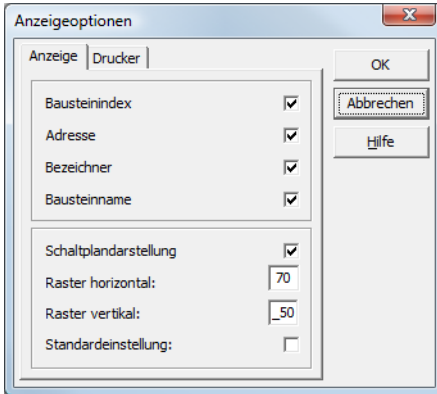 Anzeigeoptionen
Anzeige Drucker
OK
Abbrechen
Hilfe
Bausteinindex
Adresse
Bezeichner
Bausteinname
Schaltplandarstellung
Raster horizontal: 70
Raster vertikal: _50
Standardeinstellung: